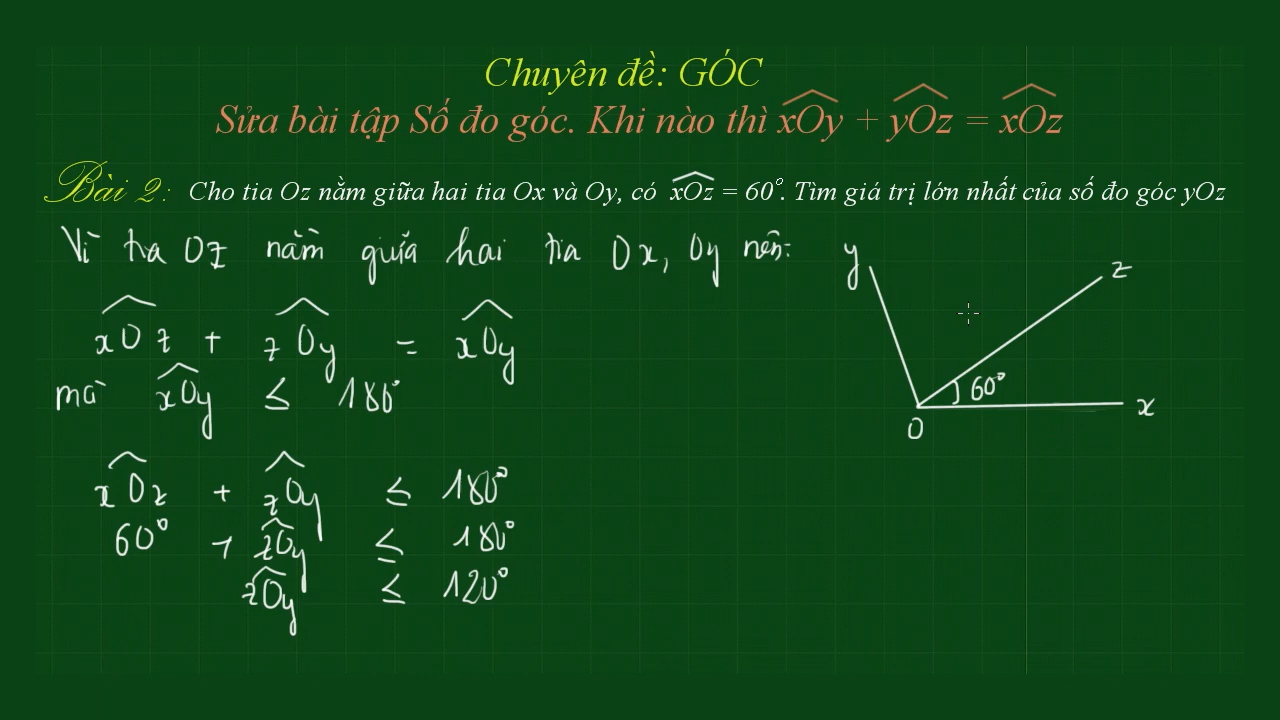 Chuyên đề: GÓC
Sửa bài tập Số đo góc. Khi nào thì xOy + yOz = xOz
Bài 2: Cho tia Oz nằm giữa hai tia Ox và Oy, có xOz = 60°. Tìm giá trị lớn nhất của số đo góc yOz
Vì tia Oz nằm giữa hai tia Ox, Oy nên:
xOz + zOy = xOy
mà xOy ≤ 180°
xOz + zOy ≤ 180°
60° + zOy ≤ 180°
zOy ≤ 120°
y
z
60°
x
O